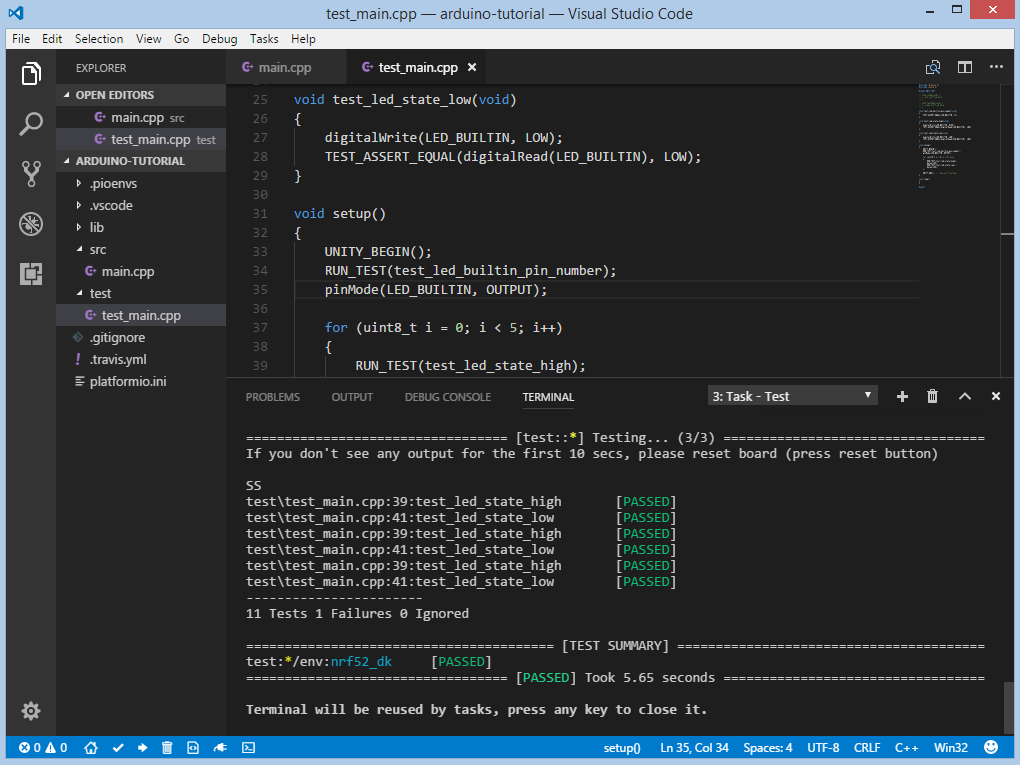 test_main.cpp — arduino-tutorial — Visual Studio Code
File Edit Selection View Go Debug Tasks Help
EXPLORER
OPEN EDITORS
main.cpp src
test_main.cpp test
ARDUINO-TUTORIAL
.pioenvs
.vscode
lib
src
main.cpp
test
test_main.cpp
.gitignore
.travis.yml
platformio.ini
main.cpp test_main.cpp
25 void test_led_state_low(void)
26 {
27 digitalWrite(LED_BUILTIN, LOW);
28 TEST_ASSERT_EQUAL(digitalRead(LED_BUILTIN), LOW);
29 }
30
31 void setup()
32 {
33 UNITY_BEGIN();
34 RUN_TEST(test_led_builtin_pin_number);
35 pinMode(LED_BUILTIN, OUTPUT);
36
37 for (uint8_t i = 0; i < 5; i++)
38 {
39 RUN_TEST(test_led_state_high);
PROBLEMS OUTPUT DEBUG CONSOLE TERMINAL 3: Task - Test
================================== [test::*] Testing... (3/3) ==================================
If you don't see any output for the first 10 secs, please reset board (press reset button)
SS
test\test_main.cpp:39:test_led_state_high [PASSED]
test\test_main.cpp:41:test_led_state_low [PASSED]
test\test_main.cpp:39:test_led_state_high [PASSED]
test\test_main.cpp:41:test_led_state_low [PASSED]
test\test_main.cpp:39:test_led_state_high [PASSED]
test\test_main.cpp:41:test_led_state_low [PASSED]
-----------------------
11 Tests 1 Failures 0 Ignored
======================================== [TEST SUMMARY] ========================================
test:*/env:nrf52_dk [PASSED]
================================== [PASSED] Took 5.65 seconds ==================================
Terminal will be reused by tasks, press any key to close it.
0 0 setup() Ln 35, Col 34 Spaces: 4 UTF-8 CRLF C++ Win32